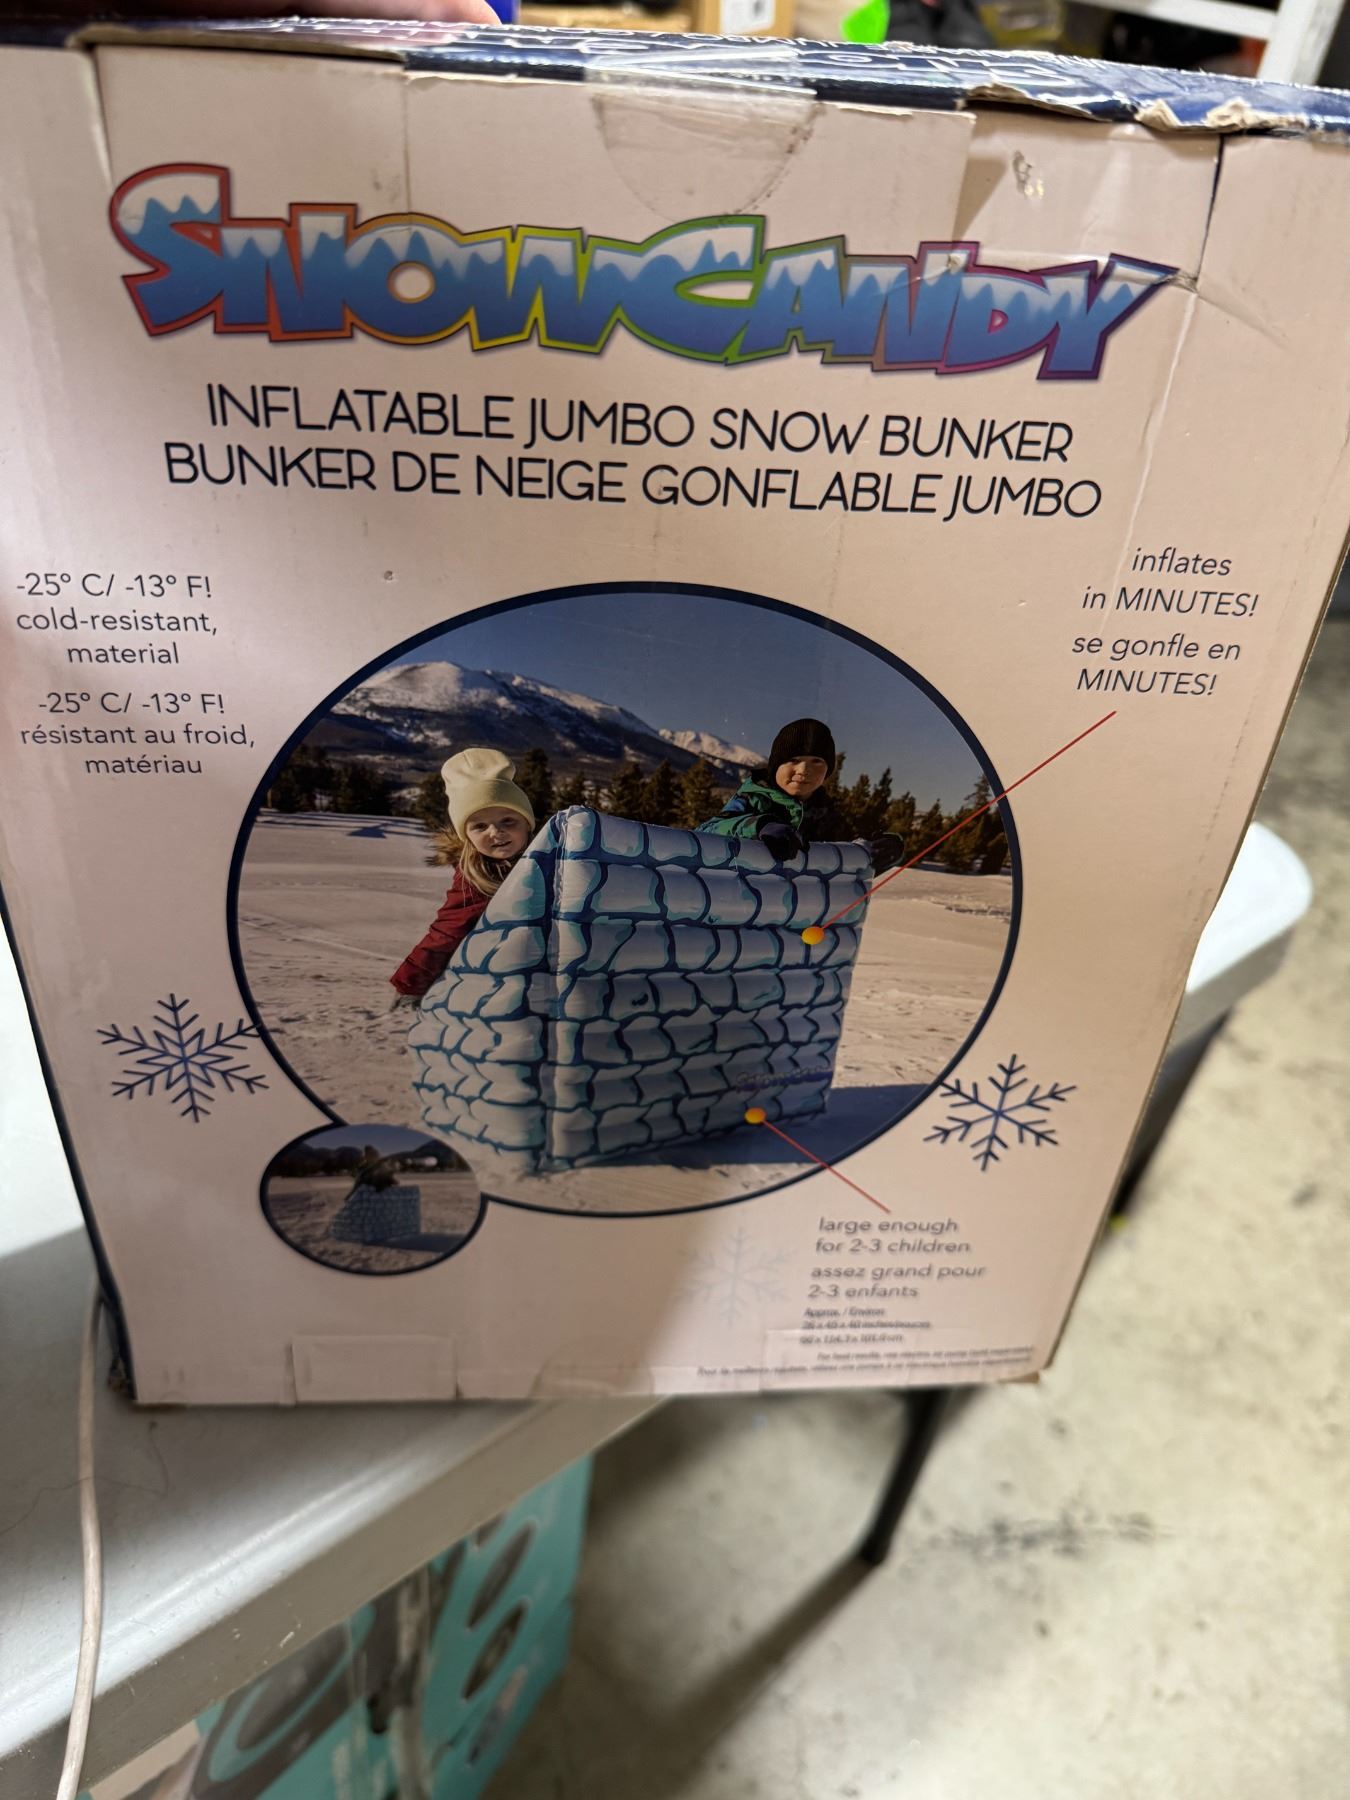 SNOWCANDY
INFLATABLE JUMBO SNOW BUNKER
BUNKER DE NEIGE GONFLABLE JUMBO
-25° C/ -13° F!
cold-resistant,
material
-25° C/ -13° F!
résistant au froid,
matériau
inflates
in MINUTES!
se gonfle en
MINUTES!
large enough
for 2-3 children
assez grand pour
2-3 enfants
Approx. / Environ